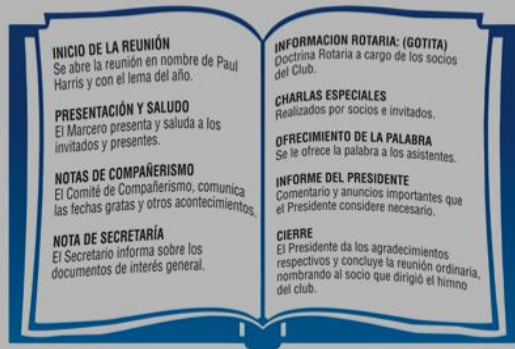 INICIO DE LA REUNIÓN
Se abre la reunión en nombre de Paul
Harris y con el lema del año.
PRESENTACIÓN Y SALUDO
El Marcero presenta y saluda a los
invitados y presentes.
NOTAS DE COMPAÑERISMO
El Comité de Compañerismo, comunica
las fechas gratas y otros acontecimientos.
NOTA DE SECRETARÍA
El Secretario informa sobre los
documentos de interés general.
INFORMACION ROTARIA: (GOTITA)
Doctrina Rotaria a cargo de los socios
del Club.
CHARLAS ESPECIALES
Realizados por socios e invitados.
OFRECIMIENTO DE LA PALABRA
Se le ofrece la palabra a los asistentes.
INFORME DEL PRESIDENTE
Comentario y anuncios importantes que
el Presidente considere necesario.
CIERRE
El Presidente da los agradecimientos
respectivos y concluye la reunión ordinaria,
nombrando al socio que dirigió el himno
del club.